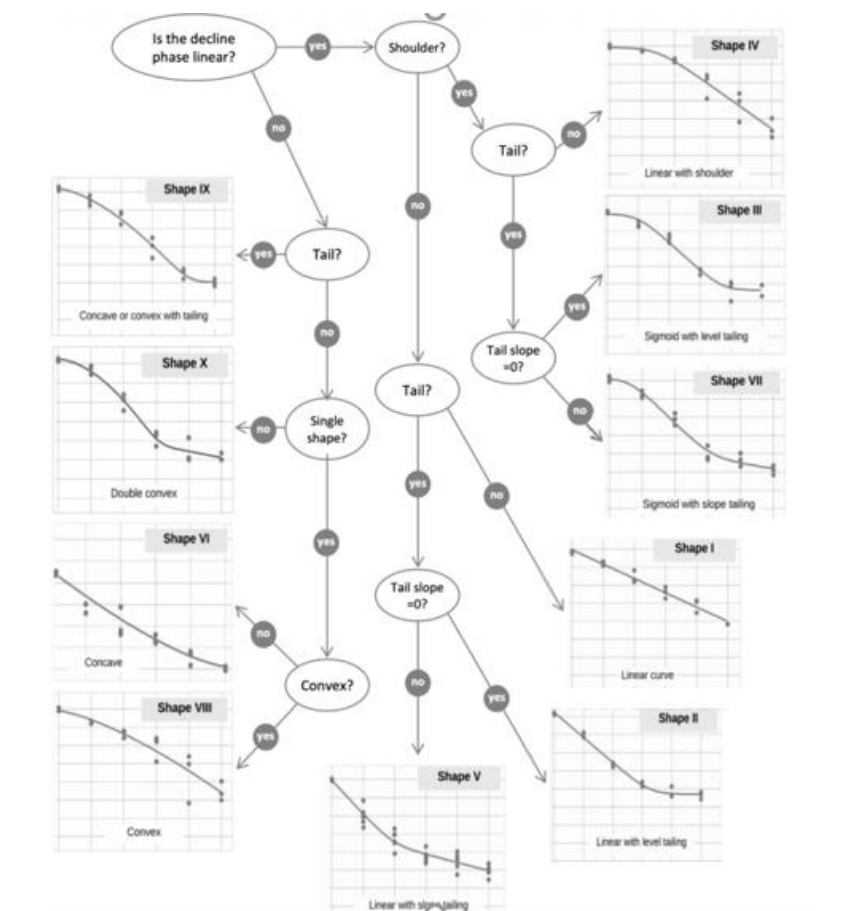 Is the decline
phase linear?
yes
Shoulder?
Shape IV
yes
no
Tail?
no
Linear with shoulder
Shape IX
no
Shape III
yes
Tail?
yes
Concave or convex with tailing
yes
Sigmoid with level tailing
no
Shape X
Tail slope
=0?
Shape VII
Tail?
no
no
Single
shape?
Double convex
yes
no
Sigmoid with slope tailing
Shape VI
yes
Shape I
Tail slope
=0?
no
Concave
Linear curve
Convex?
no
yes
Shape VIII
Shape II
yes
Convex
Shape V
Linear with level tailing
Linear with slope tailing